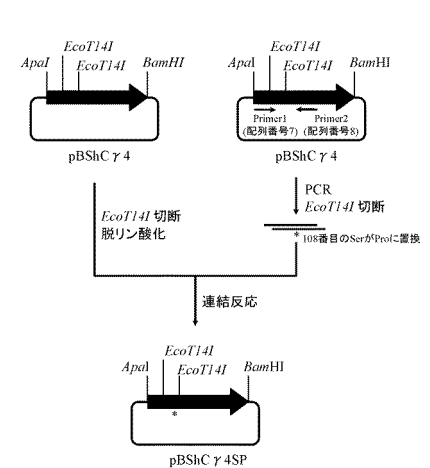 EcoT14I
ApaI
EcoT14I
BamHI
pBShCγ4
EcoT14I
ApaI
EcoT14I
BamHI
Primer1
(配列番号7)
Primer2
(配列番号8)
pBShCγ4
EcoT14I 切断
脱リン酸化
PCR
EcoT14I 切断
* 108番目のSerがProに置換
連結反応
EcoT14I
ApaI
EcoT14I
BamHI
*
pBShCγ4SP